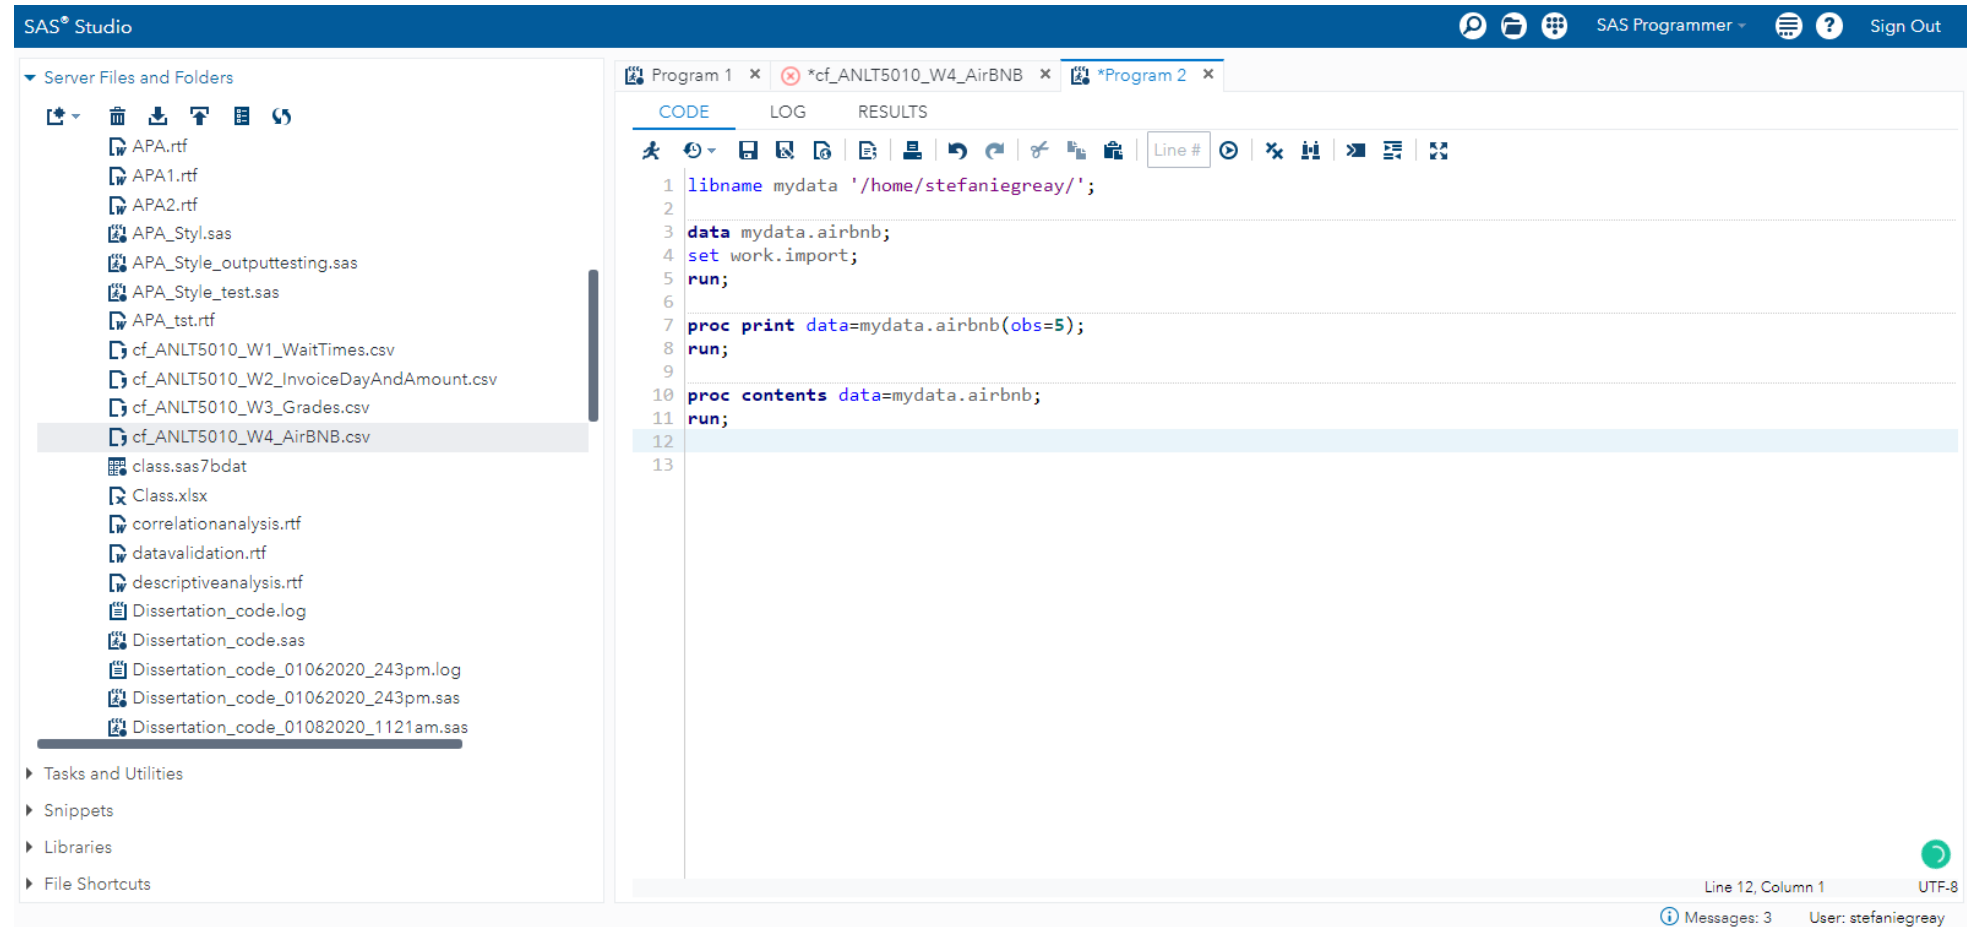 SAS® Studio
SAS Programmer
Sign Out
Server Files and Folders
APA.rtf
APA1.rtf
APA2.rtf
APA_Styl.sas
APA_Style_outputtesting.sas
APA_Style_test.sas
APA_tst.rtf
cf_ANLT5010_W1_WaitTimes.csv
cf_ANLT5010_W2_InvoiceDayAndAmount.csv
cf_ANLT5010_W3_Grades.csv
cf_ANLT5010_W4_AirBNB.csv
class.sas7bdat
Class.xlsx
correlationanalysis.rtf
datavalidation.rtf
descriptiveanalysis.rtf
Dissertation_code.log
Dissertation_code.sas
Dissertation_code_01062020_243pm.log
Dissertation_code_01062020_243pm.sas
Dissertation_code_01082020_1121am.sas
Tasks and Utilities
Snippets
Libraries
File Shortcuts
Program 1 *cf_ANLT5010_W4_AirBNB *Program 2
CODE LOG RESULTS
Line #
1 libname mydata '/home/stefaniegreay/';
2
3 data mydata.airbnb;
4 set work.import;
5 run;
6
7 proc print data=mydata.airbnb(obs=5);
8 run;
9
10 proc contents data=mydata.airbnb;
11 run;
12
13
Line 12, Column 1 UTF-8
Messages: 3 User: stefaniegreay